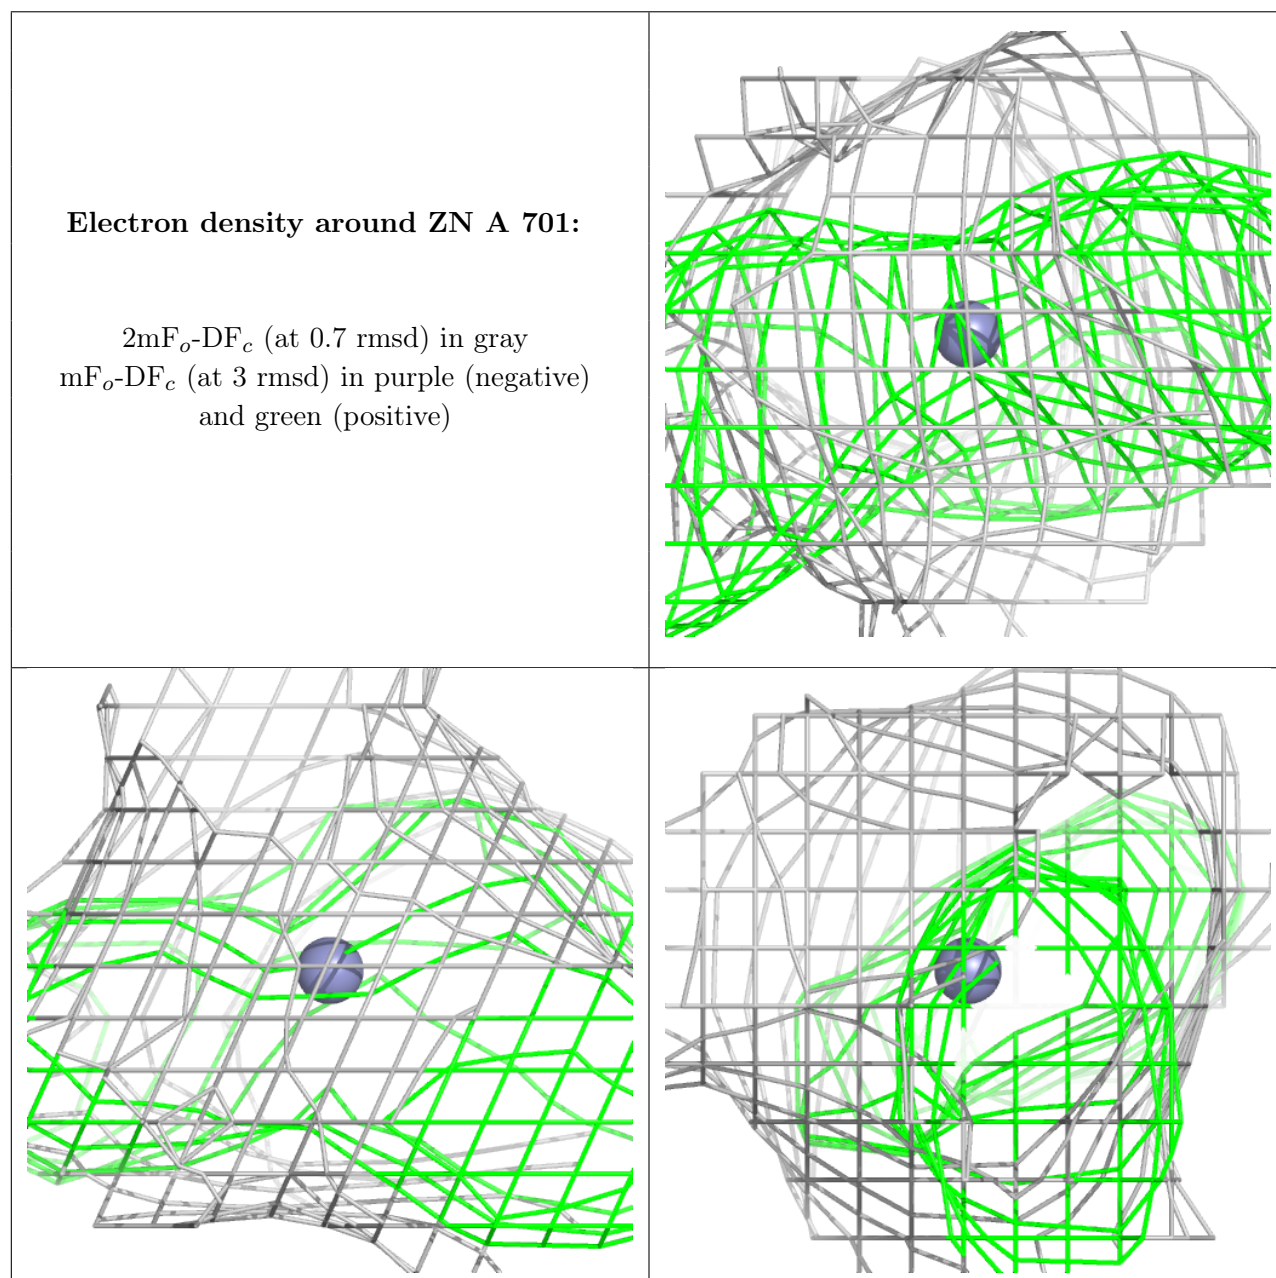 Electron density around ZN A 701:
2mFo-DFc (at 0.7 rmsd) in gray
mFo-DFc (at 3 rmsd) in purple (negative)
and green (positive)